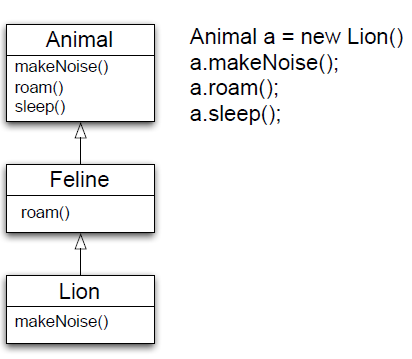 Animal
makeNoise()
roam()
sleep()
Feline
roam()
Lion
makeNoise()
Animal a = new Lion()
a.makeNoise();
a.roam();
a.sleep();